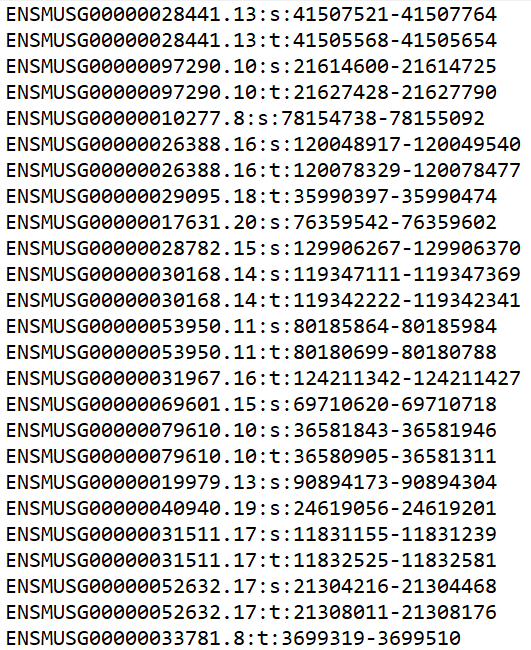 ENSMUSG00000028441.13:s:41507521-41507764
ENSMUSG00000028441.13:t:41505568-41505654
ENSMUSG00000097290.10:s:21614600-21614725
ENSMUSG00000097290.10:t:21627428-21627790
ENSMUSG00000010277.8:s:78154738-78155092
ENSMUSG00000026388.16:s:120048917-120049540
ENSMUSG00000026388.16:t:120078329-120078477
ENSMUSG00000029095.18:t:35990397-35990474
ENSMUSG00000017631.20:s:76359542-76359602
ENSMUSG00000028782.15:s:129906267-129906370
ENSMUSG00000030168.14:s:119347111-119347369
ENSMUSG00000030168.14:t:119342222-119342341
ENSMUSG00000053950.11:s:80185864-80185984
ENSMUSG00000053950.11:t:80180699-80180788
ENSMUSG00000031967.16:t:124211342-124211427
ENSMUSG00000069601.15:s:69710620-69710718
ENSMUSG00000079610.10:s:36581843-36581946
ENSMUSG00000079610.10:t:36580905-36581311
ENSMUSG00000019979.13:s:90894173-90894304
ENSMUSG00000040940.19:s:24619056-24619201
ENSMUSG00000031511.17:s:11831155-11831239
ENSMUSG00000031511.17:t:11832525-11832581
ENSMUSG00000052632.17:s:21304216-21304468
ENSMUSG00000052632.17:t:21308011-21308176
ENSMUSG00000033781.8:t:3699319-3699510